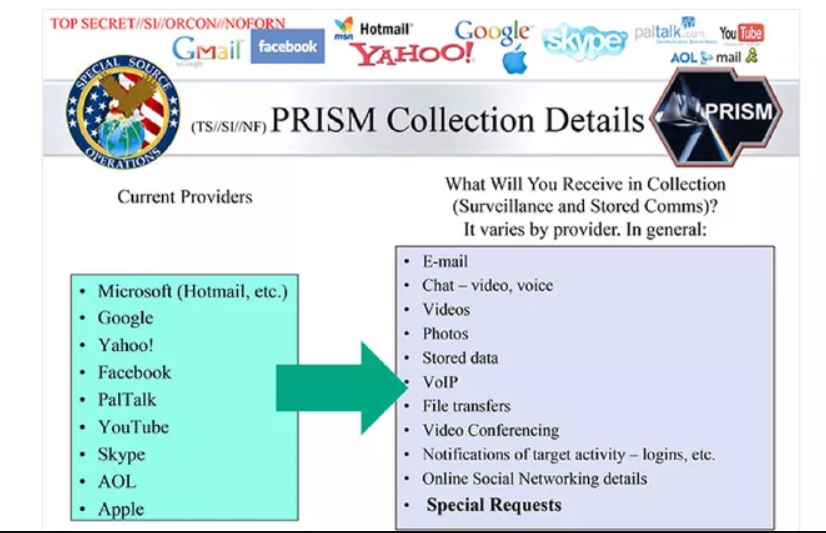 TOP SECRET//SI//ORCON//NOFORN
Gmail
by Google
facebook
msn Hotmail
YAHOO!
Google
skype
paltalk.com
YouTube
AOL mail
SPECIAL SOURCE
OPERATIONS
(TS//SI//NF) PRISM Collection Details
PRISM
Current Providers
What Will You Receive in Collection
(Surveillance and Stored Comms)?
It varies by provider. In general:
• Microsoft (Hotmail, etc.)
• Google
• Yahoo!
• Facebook
• PalTalk
• YouTube
• Skype
• AOL
• Apple
• E-mail
• Chat – video, voice
• Videos
• Photos
• Stored data
• VoIP
• File transfers
• Video Conferencing
• Notifications of target activity – logins, etc.
• Online Social Networking details
• Special Requests